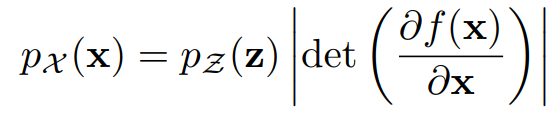 p_𝒳(𝐱) = p_𝒵(𝐳) |det (∂f(𝐱)/∂𝐱)|